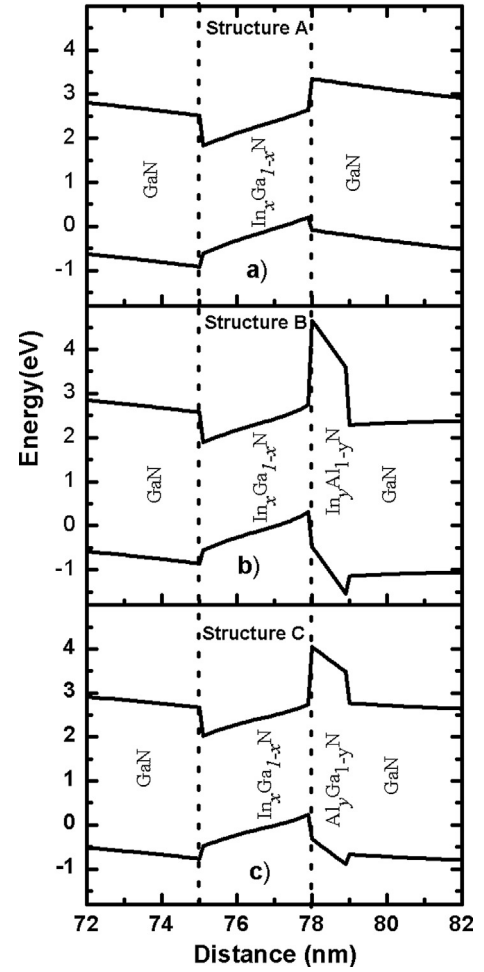 Structure A
4
3
2
1
0
-1
GaN
InxGa1-xN
GaN
a)
Structure B
4
3
2
1
0
-1
GaN
InxGa1-xN
InyAl1-yN
GaN
b)
Structure C
4
3
2
1
0
-1
GaN
InxGa1-xN
AlyGa1-yN
GaN
c)
Energy(eV)
72 74 76 78 80 82
Distance (nm)